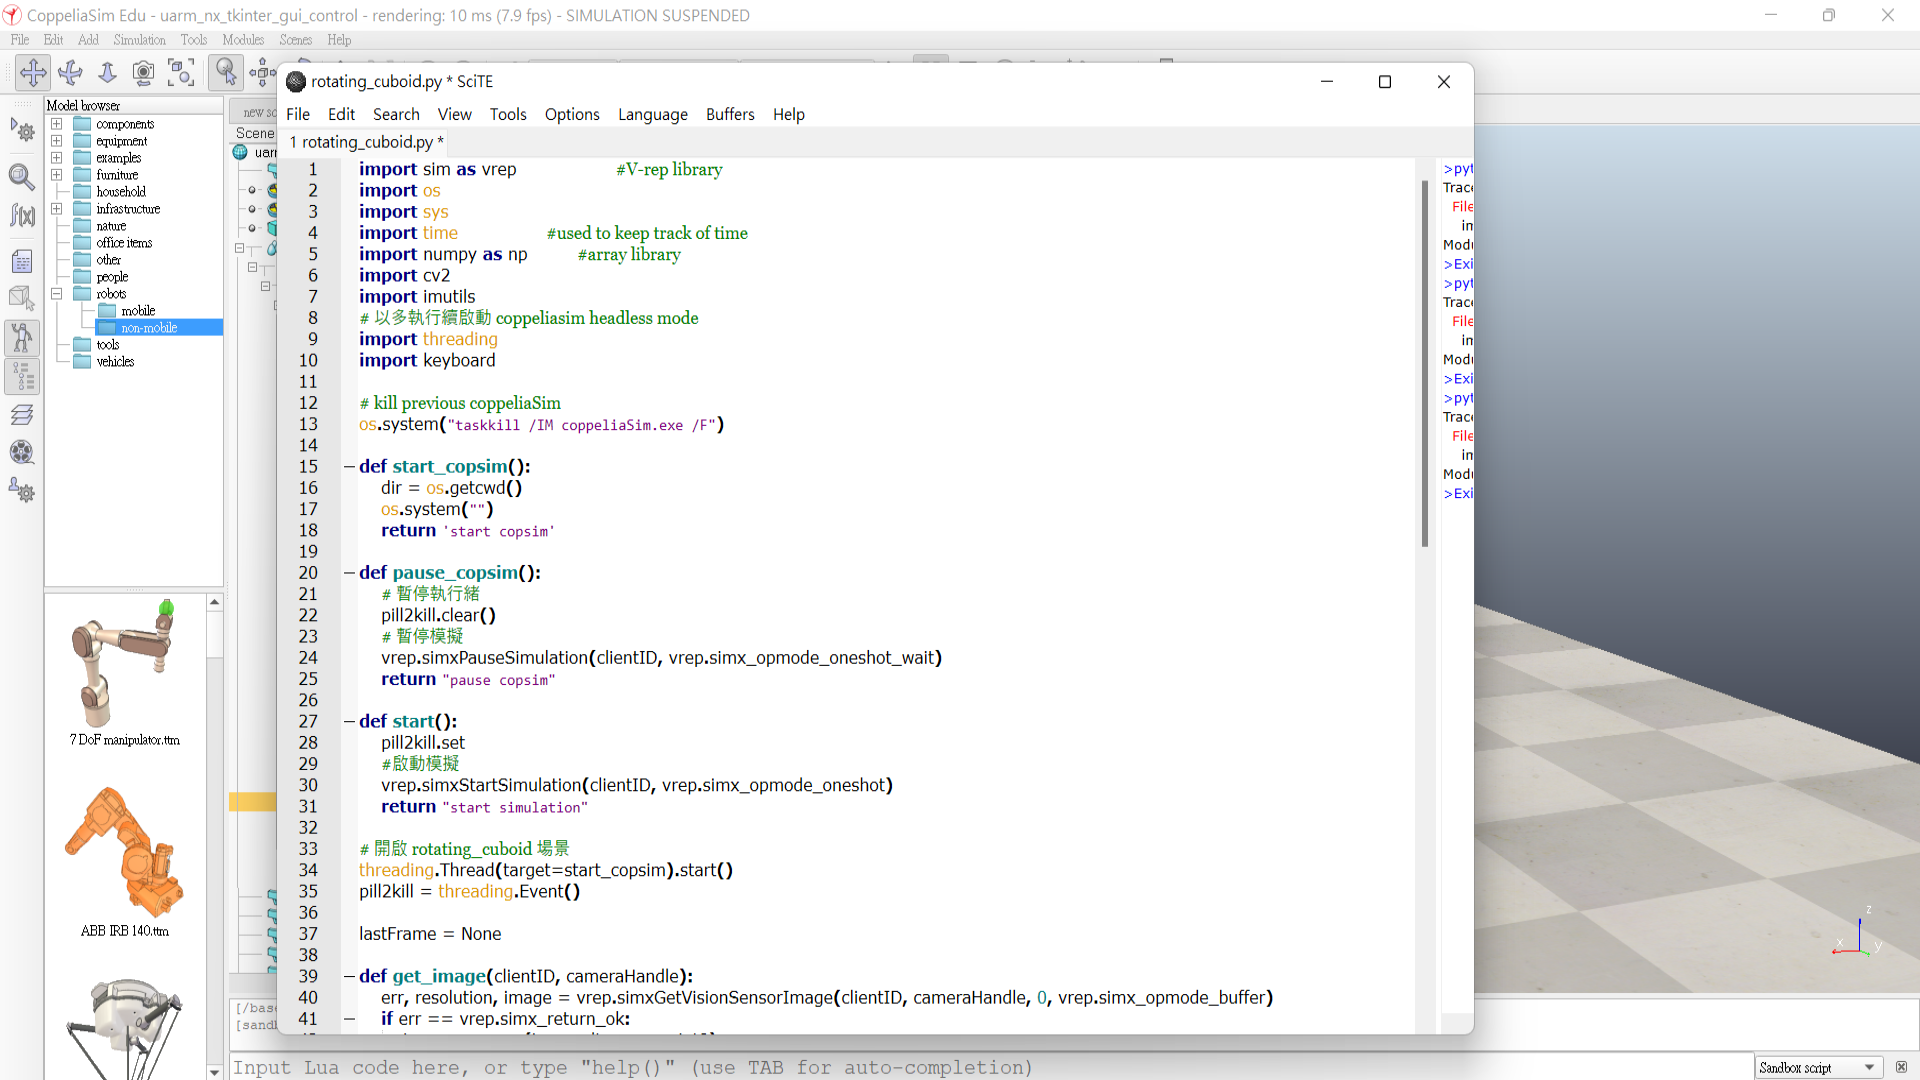 CoppeliaSim Edu - uarm_nx_tkinter_gui_control - rendering: 10 ms (7.9 fps) - SIMULATION SUSPENDED
File Edit Add Simulation Tools Modules Scenes Help
Model browser
components
equipment
examples
furniture
household
infrastructure
nature
office items
other
people
robots
mobile
non-mobile
tools
vehicles
7 DoF manipulator.ttm
ABB IRB 140.ttm
new sc
Scene
uarm
rotating_cuboid.py * SciTE
File Edit Search View Tools Options Language Buffers Help
1 rotating_cuboid.py *
1 import sim as vrep #V-rep library
2 import os
3 import sys
4 import time #used to keep track of time
5 import numpy as np #array library
6 import cv2
7 import imutils
8 # 以多執行續啟動 coppeliasim headless mode
9 import threading
10 import keyboard
11
12 # kill previous coppeliaSim
13 os.system("taskkill /IM coppeliaSim.exe /F")
14
15 def start_copsim():
16 dir = os.getcwd()
17 os.system("")
18 return 'start copsim'
19
20 def pause_copsim():
21 # 暫停執行緒
22 pill2kill.clear()
23 # 暫停模擬
24 vrep.simxPauseSimulation(clientID, vrep.simx_opmode_oneshot_wait)
25 return "pause copsim"
26
27 def start():
28 pill2kill.set
29 #啟動模擬
30 vrep.simxStartSimulation(clientID, vrep.simx_opmode_oneshot)
31 return "start simulation"
32
33 # 開啟 rotating_cuboid 場景
34 threading.Thread(target=start_copsim).start()
35 pill2kill = threading.Event()
36
37 lastFrame = None
38
39 def get_image(clientID, cameraHandle):
40 err, resolution, image = vrep.simxGetVisionSensorImage(clientID, cameraHandle, 0, vrep.simx_opmode_buffer)
41 if err == vrep.simx_return_ok:
>pyt
Trace
File
im
Modu
>Exi
>pyt
Trace
File
im
Modu
>Exi
>pyt
Trace
File
im
Modu
>Exi
z
x
y
[/base
[sand
Input Lua code here, or type "help()" (use TAB for auto-completion)
Sandbox script